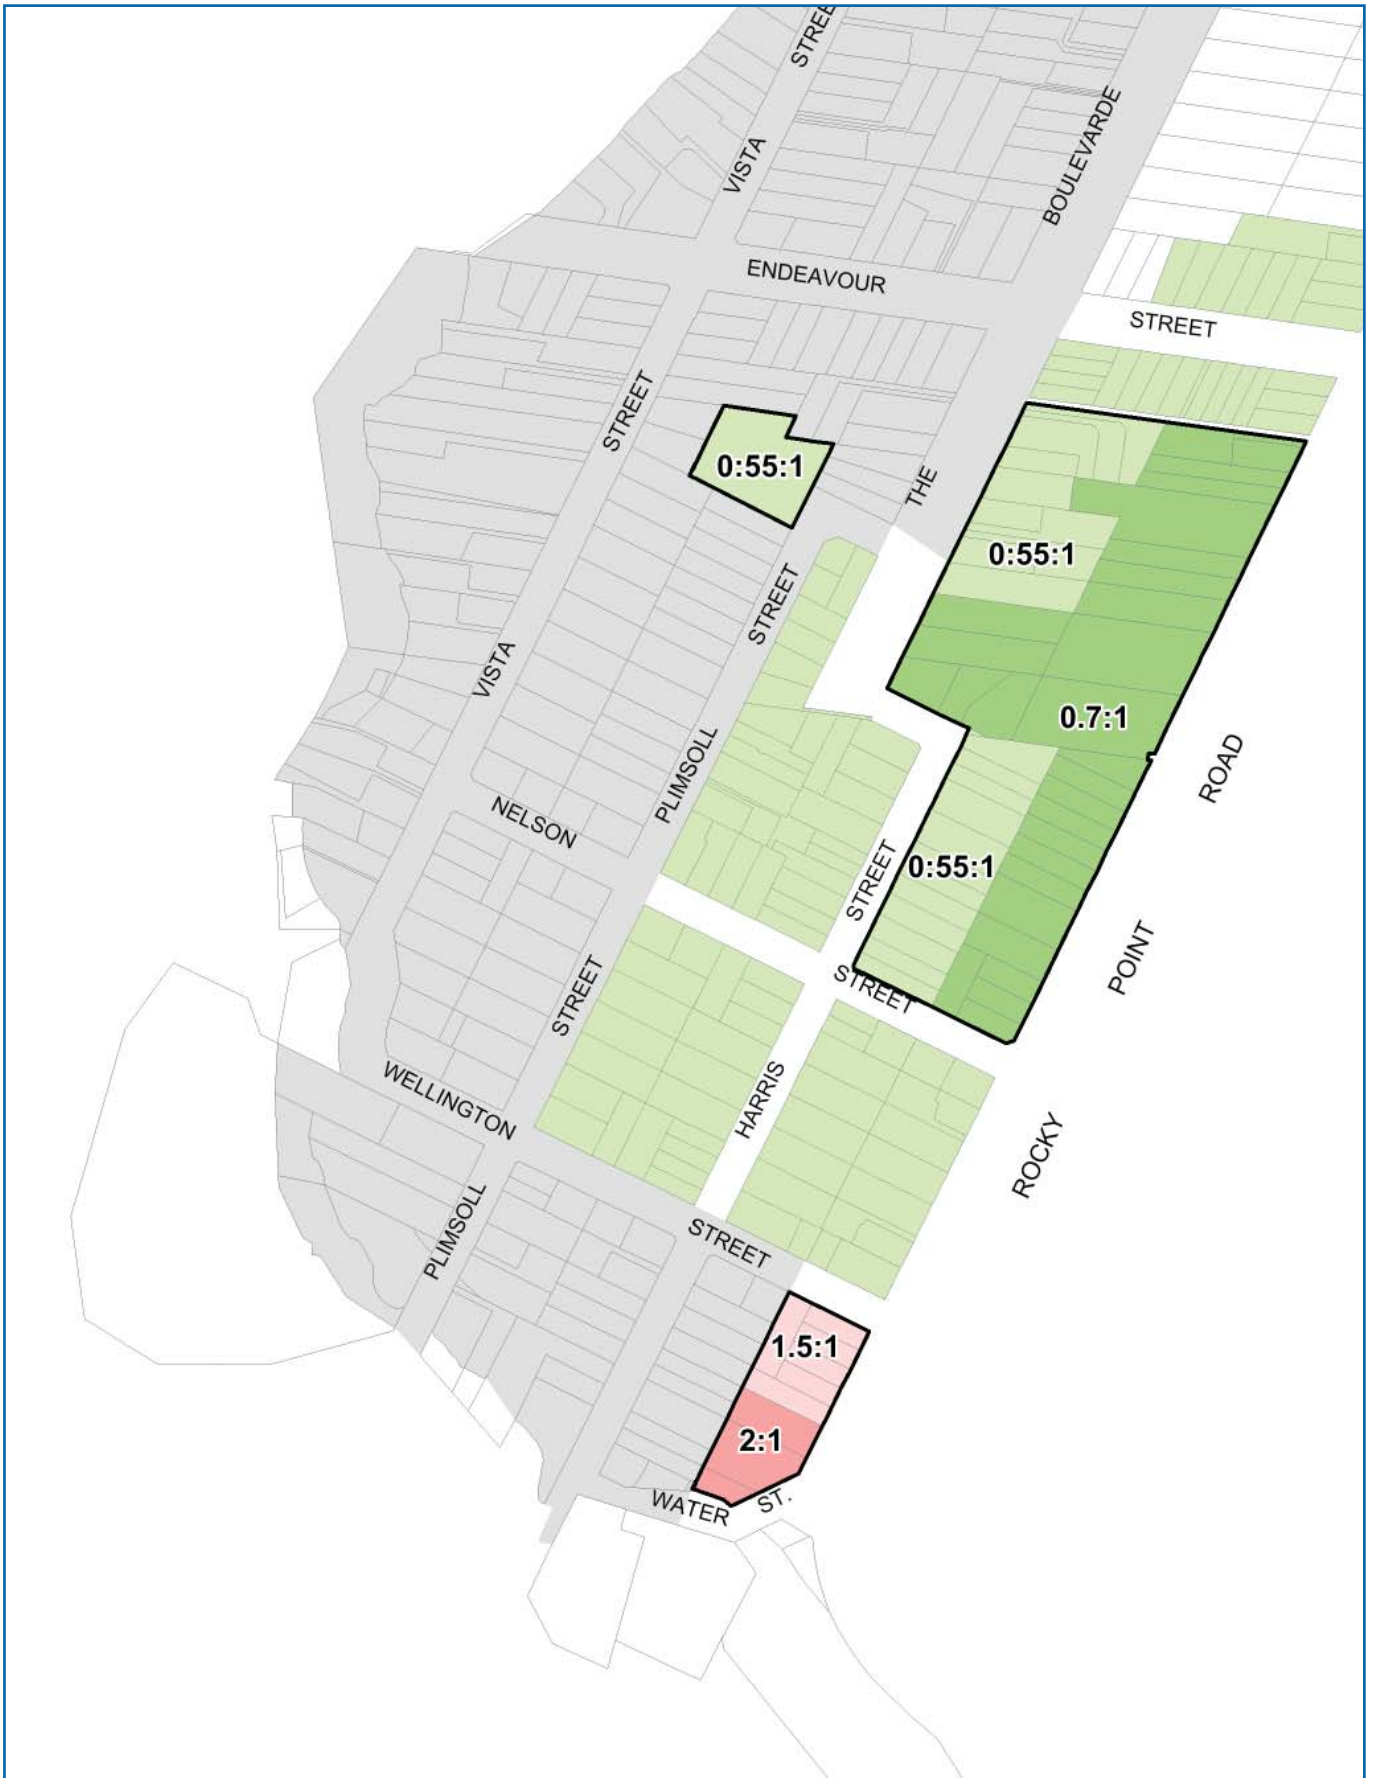 STREE
VISTA
BOULEVARDE
ENDEAVOUR
STREET
STREET
0:55:1
THE
0:55:1
STREET
VISTA
0.7:1
PLIMSOLL
ROAD
NELSON
STREET
0:55:1
POINT
STREET
STREET
WELLINGTON
HARRIS
ROCKY
PLIMSOLL
STREET
1.5:1
2:1
WATER ST.